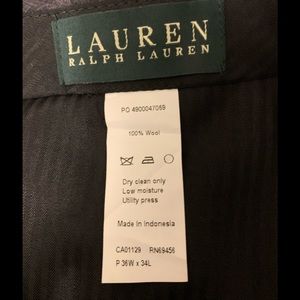 LAUREN
RALPH LAUREN
PO 4900047059
100% Wool
Dry clean only
Low moisture
Utility press
Made in Indonesia
CA01129 RN69456
P 36W x 34L